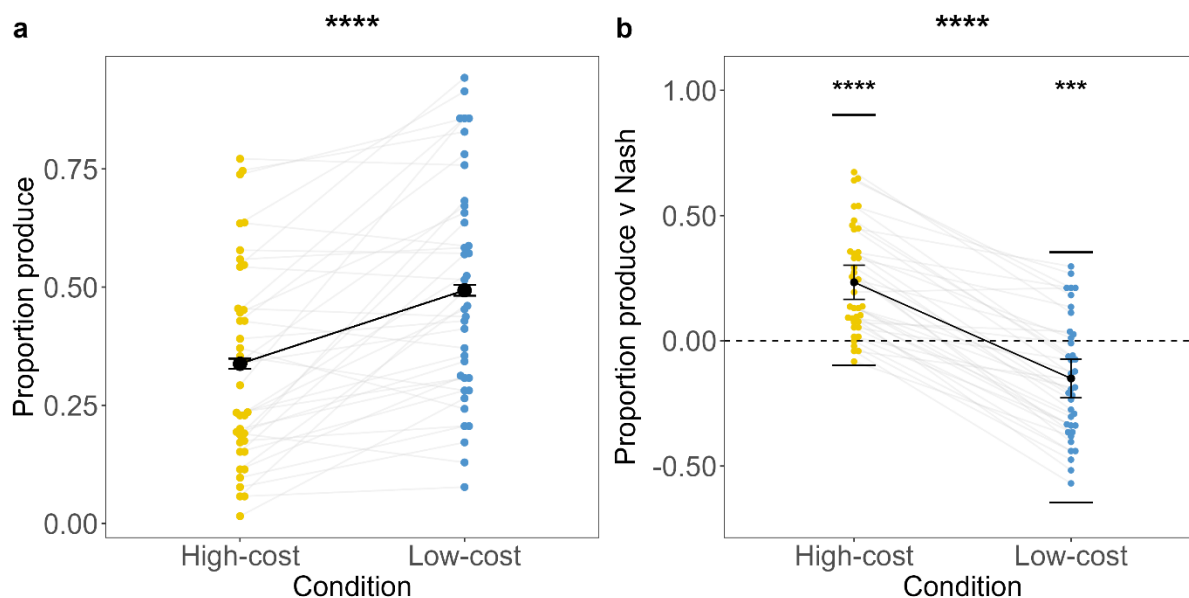 a
****
Proportion produce
0.75
0.50
0.25
0.00
High-cost
Low-cost
Condition
b
****
****
***
Proportion produce v Nash
1.00
0.50
0.00
-0.50
High-cost
Low-cost
Condition